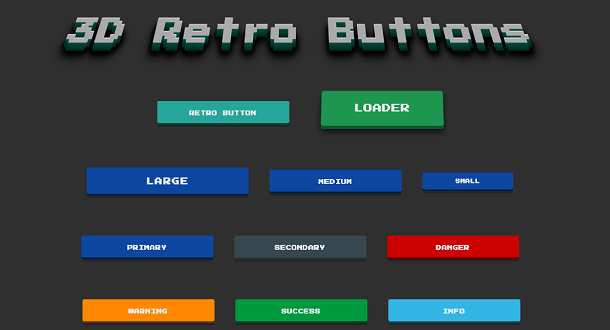 3D Retro Buttons
RETRO BUTTON LOADER
LARGE MEDIUM SMALL
PRIMARY SECONDARY DANGER
WARNING SUCCESS INFO